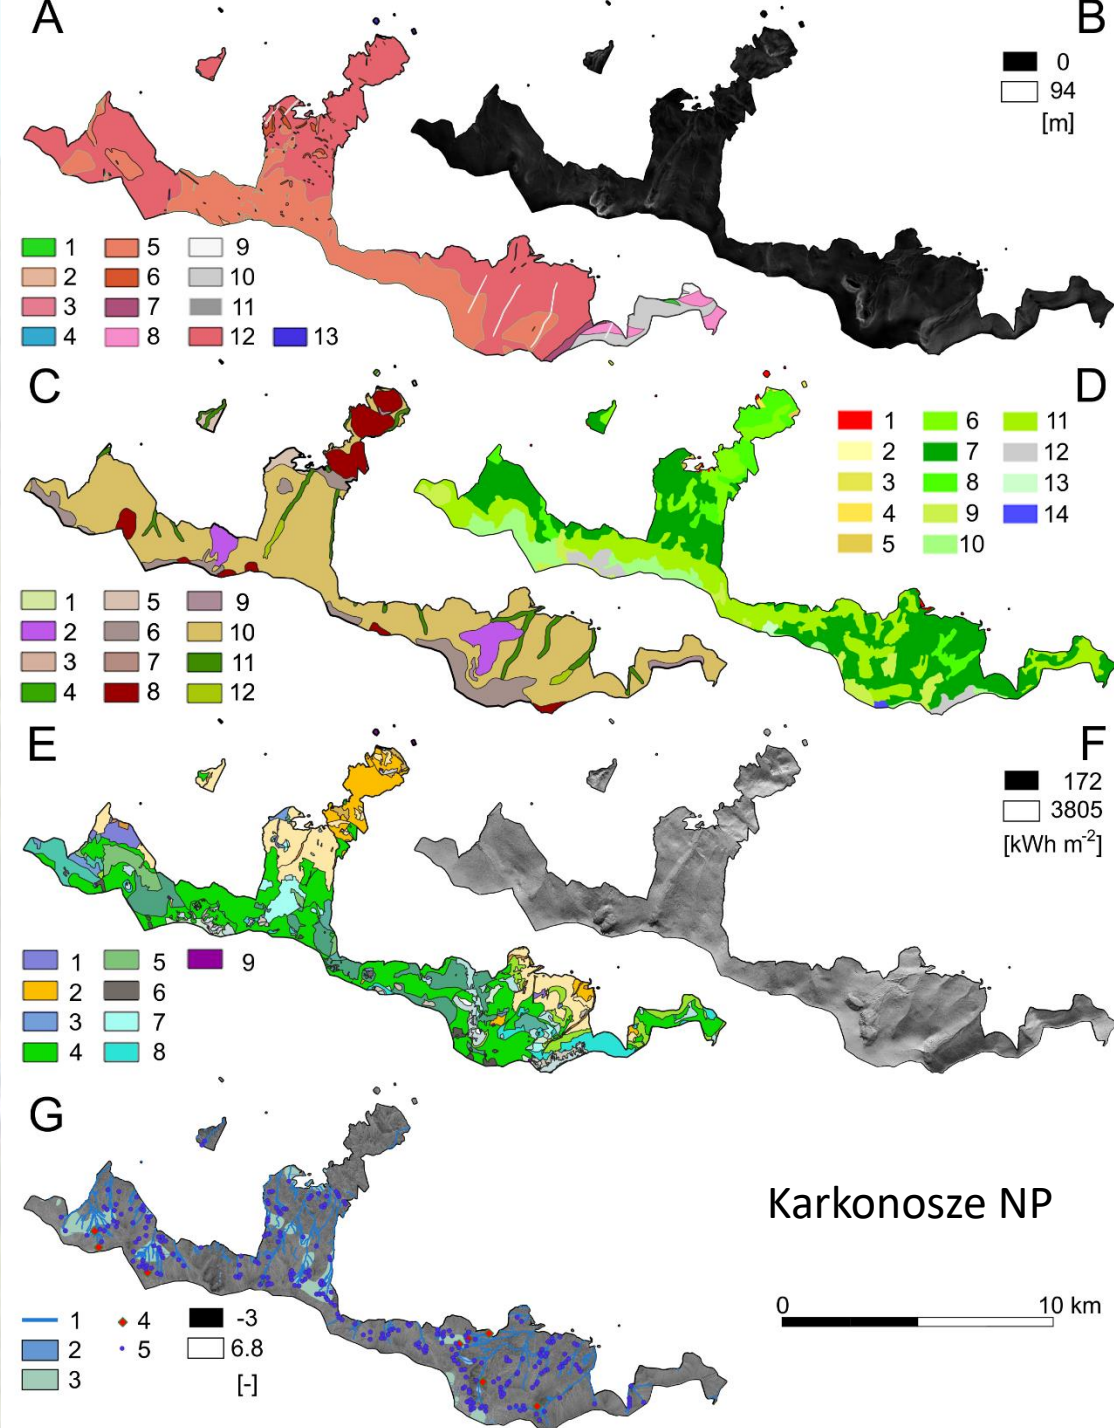 A
B
0
94
[m]
1 5 9
2 6 10
3 7 11
4 8 12 13
C
D
1 6 11
2 7 12
3 8 13
4 9 14
5 10
1 5 9
2 6 10
3 7 11
4 8 12
E
F
172
3805
[kWh m⁻²]
1 5 9
2 6
3 7
4 8
G
Karkonosze NP
0 10 km
1 4 -3
2 5 6.8
3 [-]